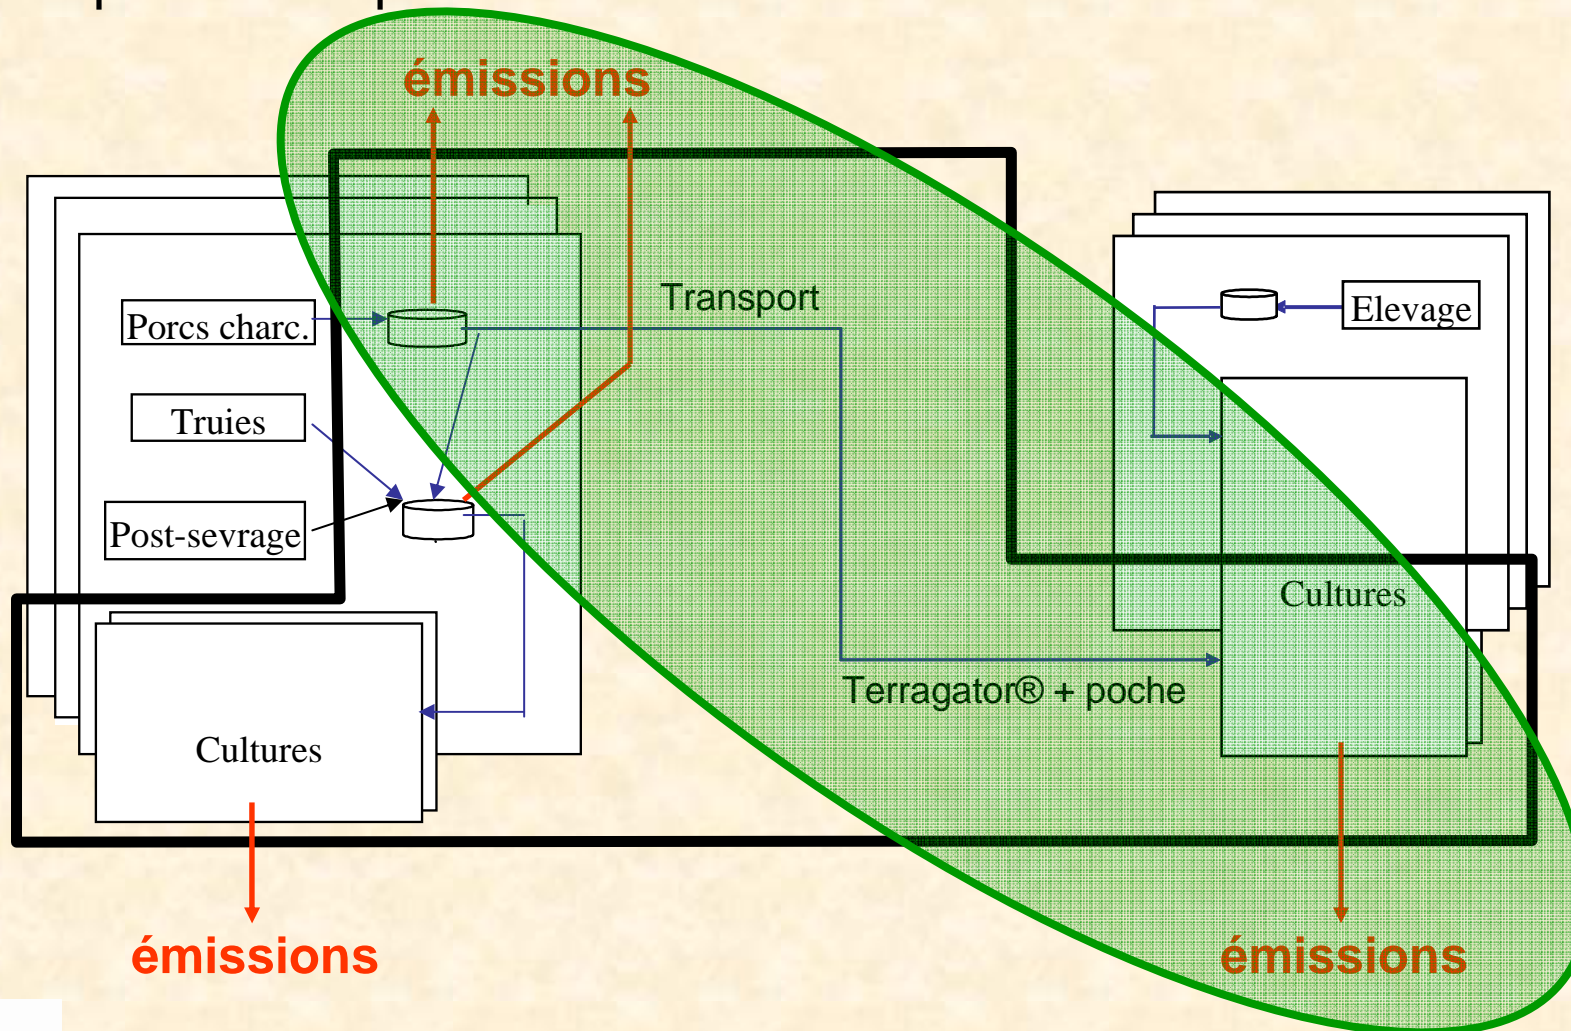 émissions
Transport
Porcs charc.
Elevage
Truies
Post-sevrage
Cultures
Terragator® + poche
Cultures
émissions
émissions